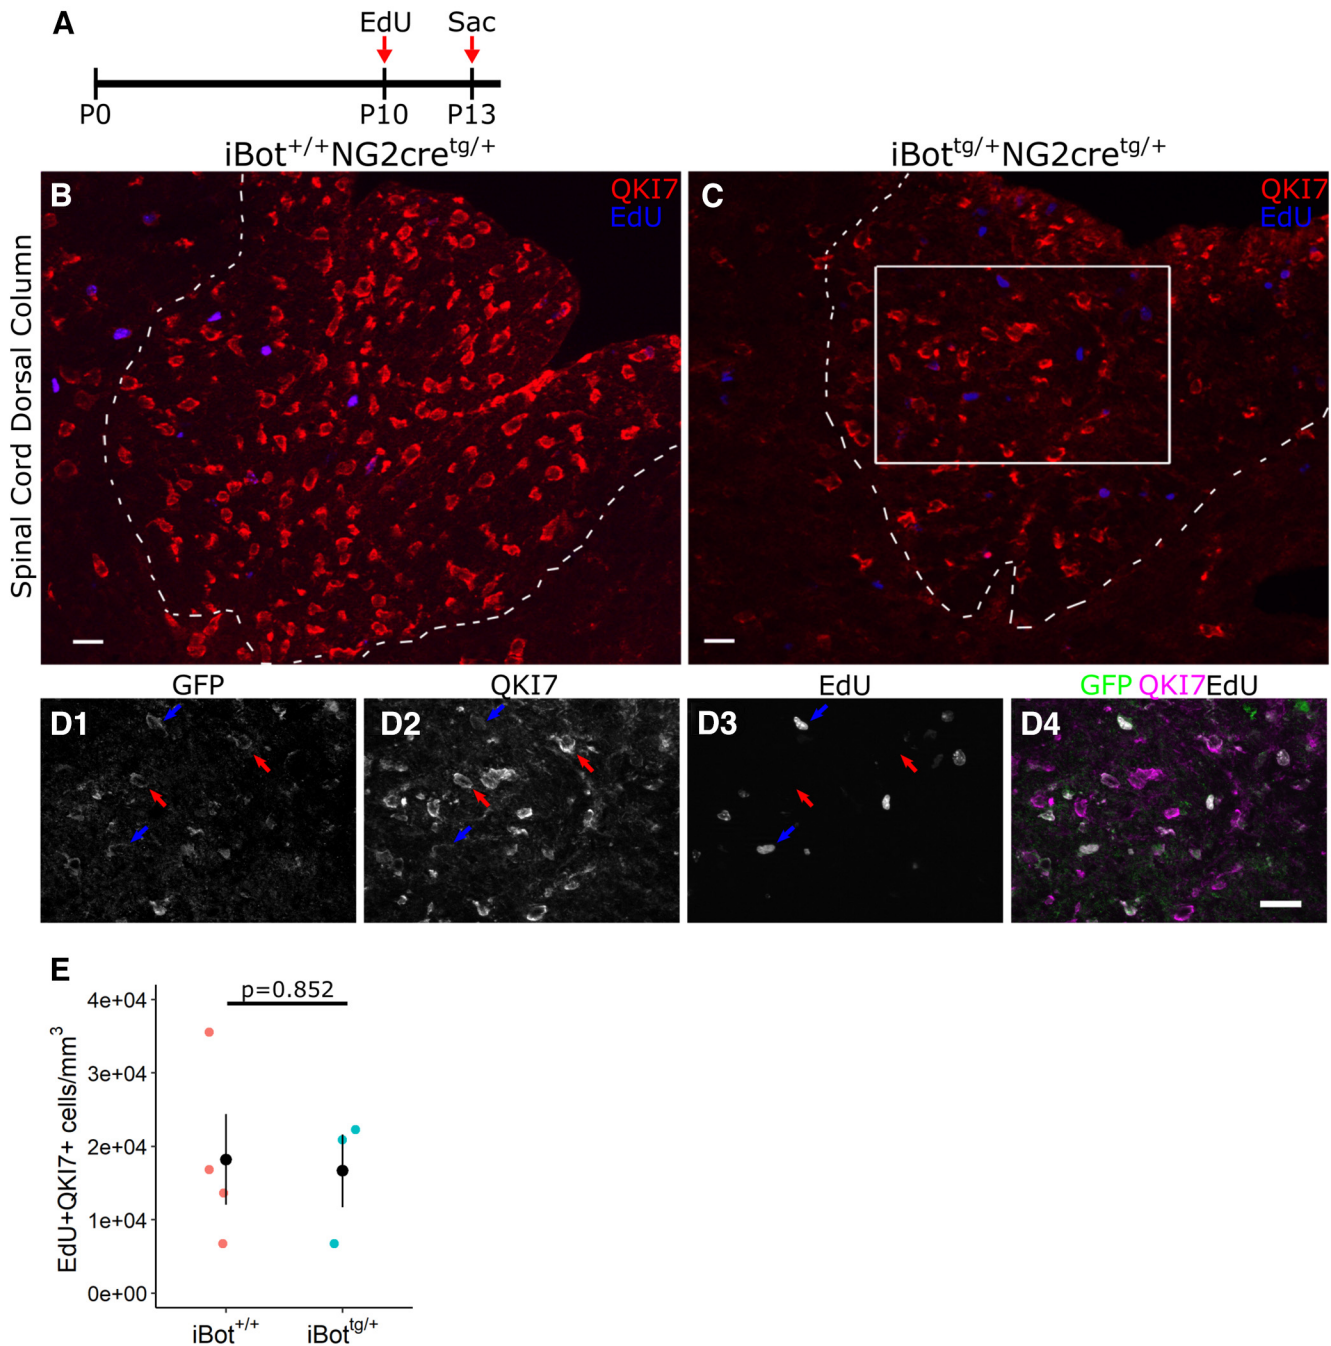 A
EdU Sac
P0 P10 P13
iBot+/+NG2cretg/+
iBottg/+NG2cretg/+
Spinal Cord Dorsal Column
B
QKI7
EdU
C
QKI7
EdU
GFP
QKI7
EdU
GFP QKI7 EdU
D1
D2
D3
D4
E
p=0.852
EdU+QKI7+ cells/mm3
4e+04
3e+04
2e+04
1e+04
0e+00
iBot+/+
iBottg/+